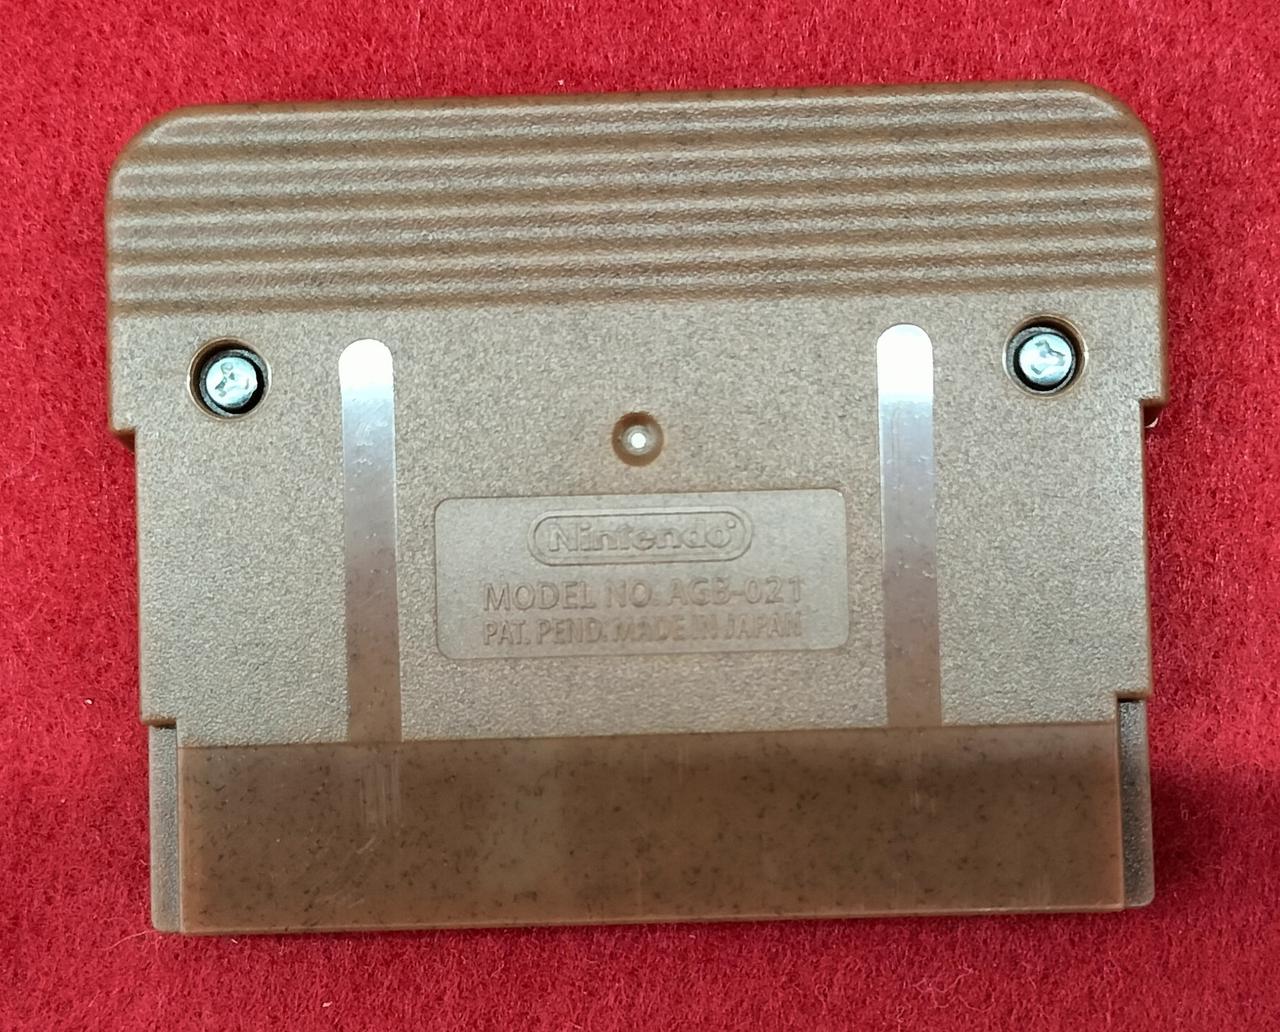 Nintendo®
MODEL NO. AGB-021
PAT. PEND. MADE IN JAPAN